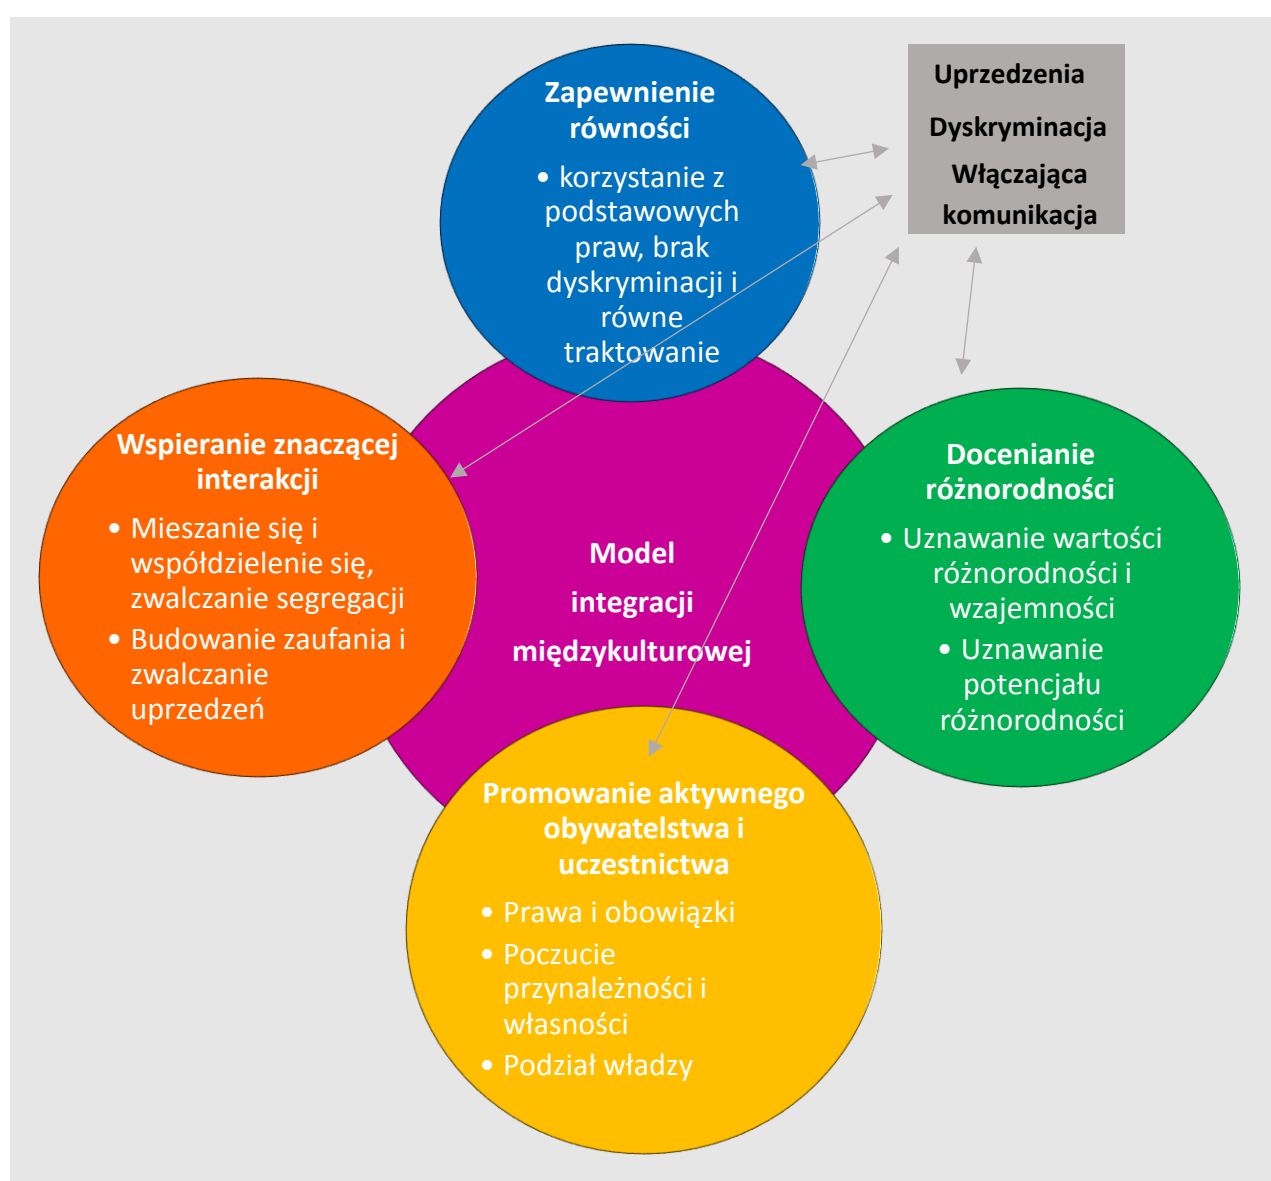 Zapewnienie
równości
• korzystanie z
podstawowych
praw, brak
dyskryminacji i
równe
traktowanie
Uprzedzenia
Dyskryminacja
Włączająca
komunikacja
Wspieranie znaczącej
interakcji
• Mieszanie się i
współdzielenie się,
zwalczanie segregacji
• Budowanie zaufania i
zwalczanie
uprzedzeń
Model
integracji
międzykulturowej
Docenianie
różnorodności
• Uznawanie wartości
różnorodności i
wzajemności
• Uznawanie
potencjału
różnorodności
Promowanie aktywnego
obywatelstwa i
uczestnictwa
• Prawa i obowiązki
• Poczucie
przynależności i
własności
• Podział władzy